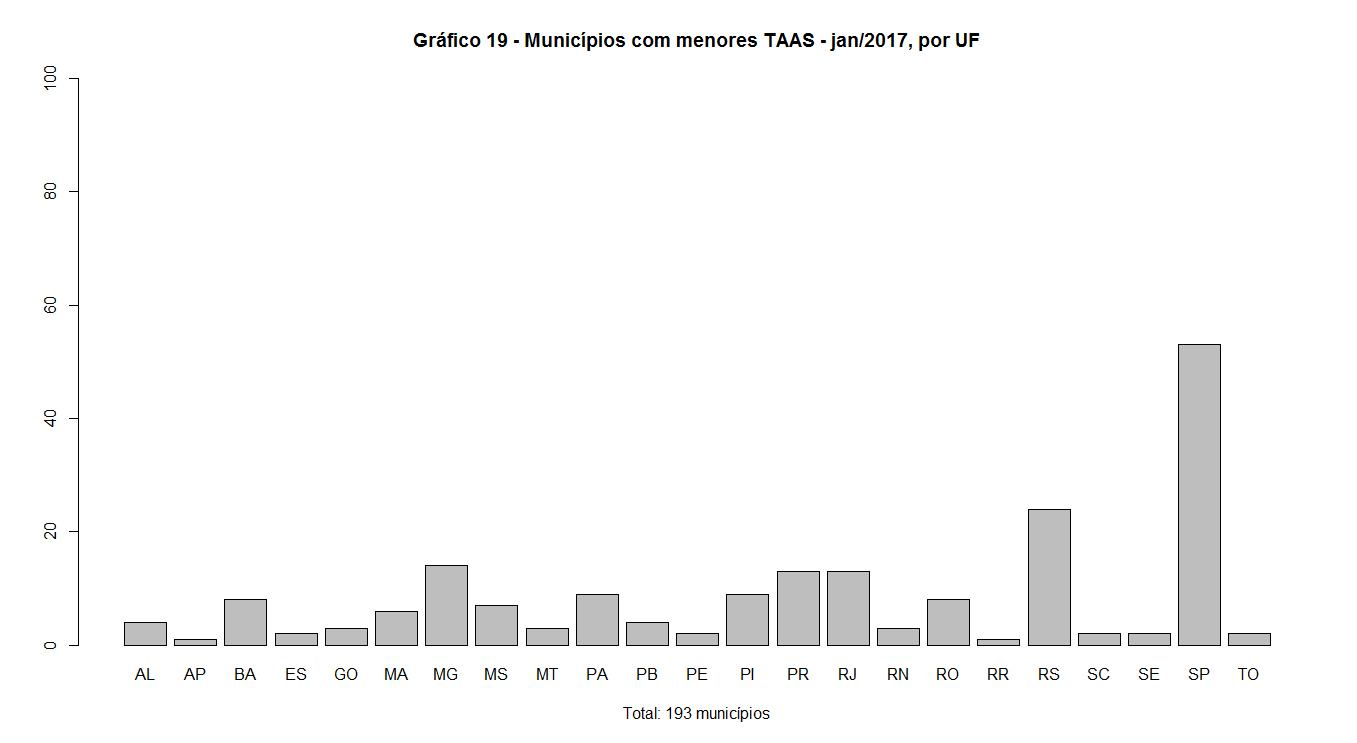 Gráfico 19 - Municípios com menores TAAS - jan/2017, por UF
100
80
60
40
20
0
AL AP BA ES GO MA MG MS MT PA PB PE PI PR RJ RN RO RR RS SC SE SP TO
Total: 193 municípios